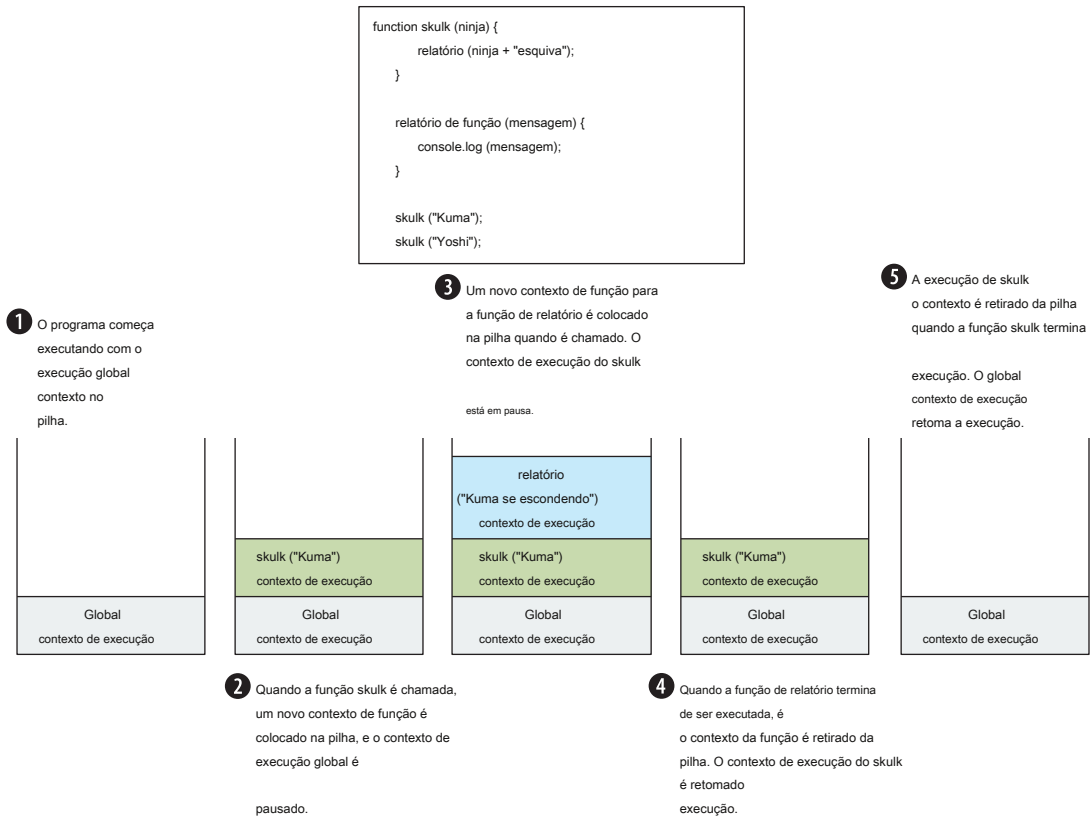 function skulk (ninja) {
relatório (ninja + "esquiva");
}
relatório de função (mensagem) {
console.log (mensagem);
}
skulk ("Kuma");
skulk ("Yoshi");
1 O programa começa
executando com o
execução global
contexto no
pilha.
3 Um novo contexto de função para
a função de relatório é colocado
na pilha quando é chamado. O
contexto de execução do skulk
está em pausa.
5 A execução de skulk
o contexto é retirado da pilha
quando a função skulk termina
execução. O global
contexto de execução
retoma a execução.
Global
contexto de execução
skulk ("Kuma")
contexto de execução
Global
contexto de execução
relatório
("Kuma se escondendo")
contexto de execução
skulk ("Kuma")
contexto de execução
Global
contexto de execução
skulk ("Kuma")
contexto de execução
Global
contexto de execução
Global
contexto de execução
2 Quando a função skulk é chamada,
um novo contexto de função é
colocado na pilha, e o contexto de
execução global é
pausado.
4 Quando a função de relatório termina
de ser executada, é
o contexto da função é retirado da
pilha. O contexto de execução do skulk
é retomado
execução.